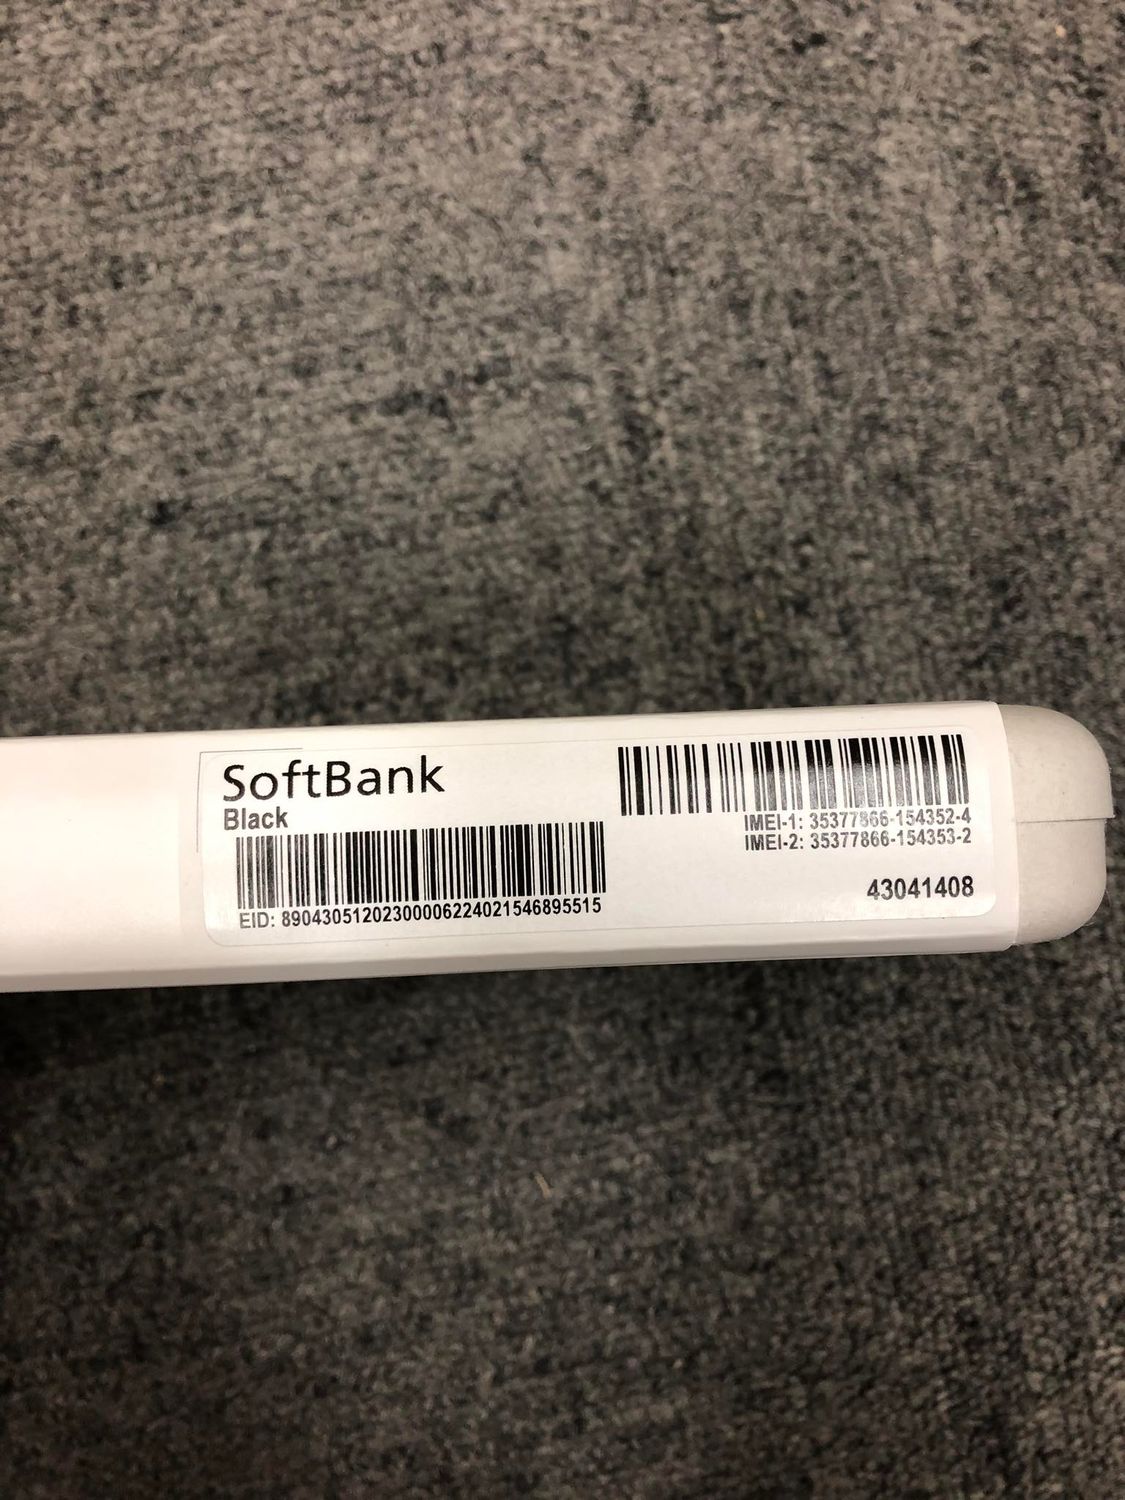 SoftBank
Black
EID: 89043051202300006224021546895515
IMEI-1: 35377866-154352-4
IMEI-2: 35377866-154353-2
43041408